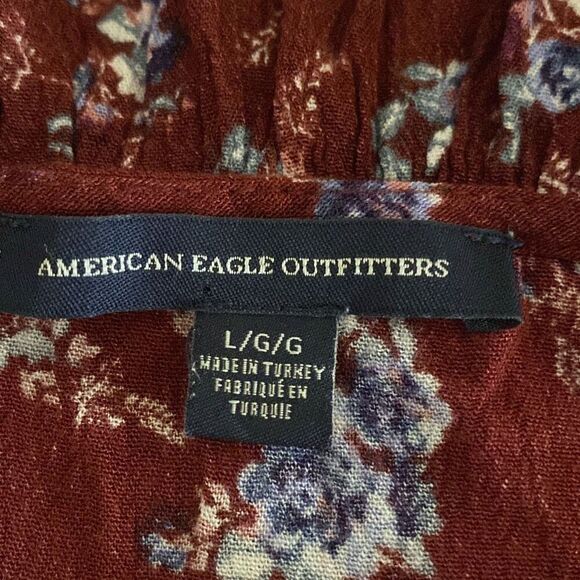 AMERICAN EAGLE OUTFITTERS
L/G/G
MADE IN TURKEY
FABRIQUÉ EN
TURQUIE